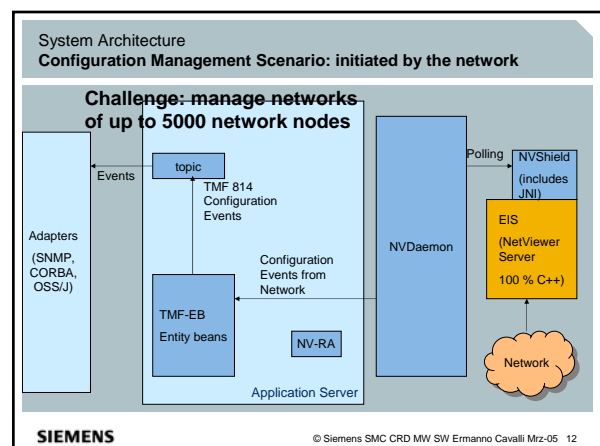 System Architecture
Configuration Management Scenario: initiated by the network
Challenge: manage networks
of up to 5000 network nodes
topic
Events
TMF 814
Configuration
Events
Adapters
(SNMP,
CORBA,
OSS/J)
Configuration
Events from
Network
TMF-EB
Entity beans
NV-RA
Application Server
NVDaemon
Polling
NVShield
(includes
JNI)
EIS
(NetViewer
Server
100 % C++)
Network
SIEMENS
© Siemens SMC CRD MW SW Ermanno Cavalli Mrz-05 12